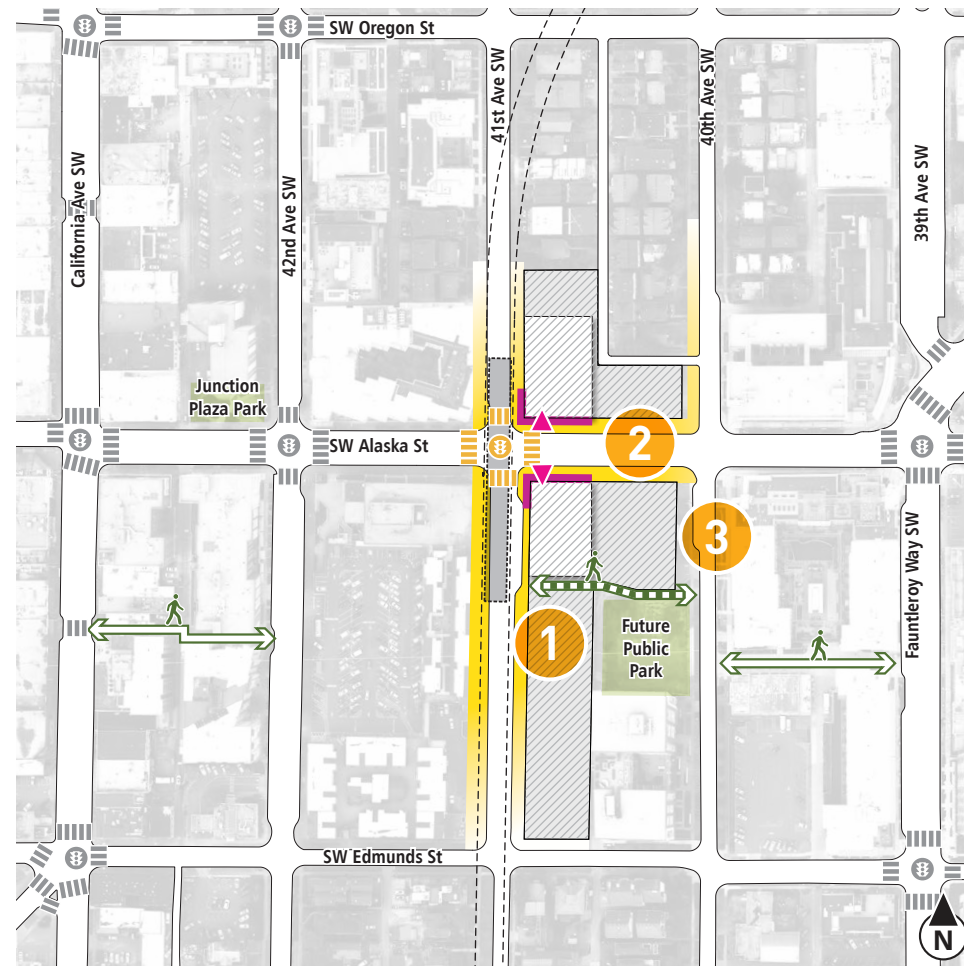 SW Oregon St
41st Ave SW
40th Ave SW
California Ave SW
42nd Ave SW
39th Ave SW
Junction
Plaza Park
SW Alaska St
2
3
1
Future
Public
Park
Fauntleroy Way SW
SW Edmunds St
N